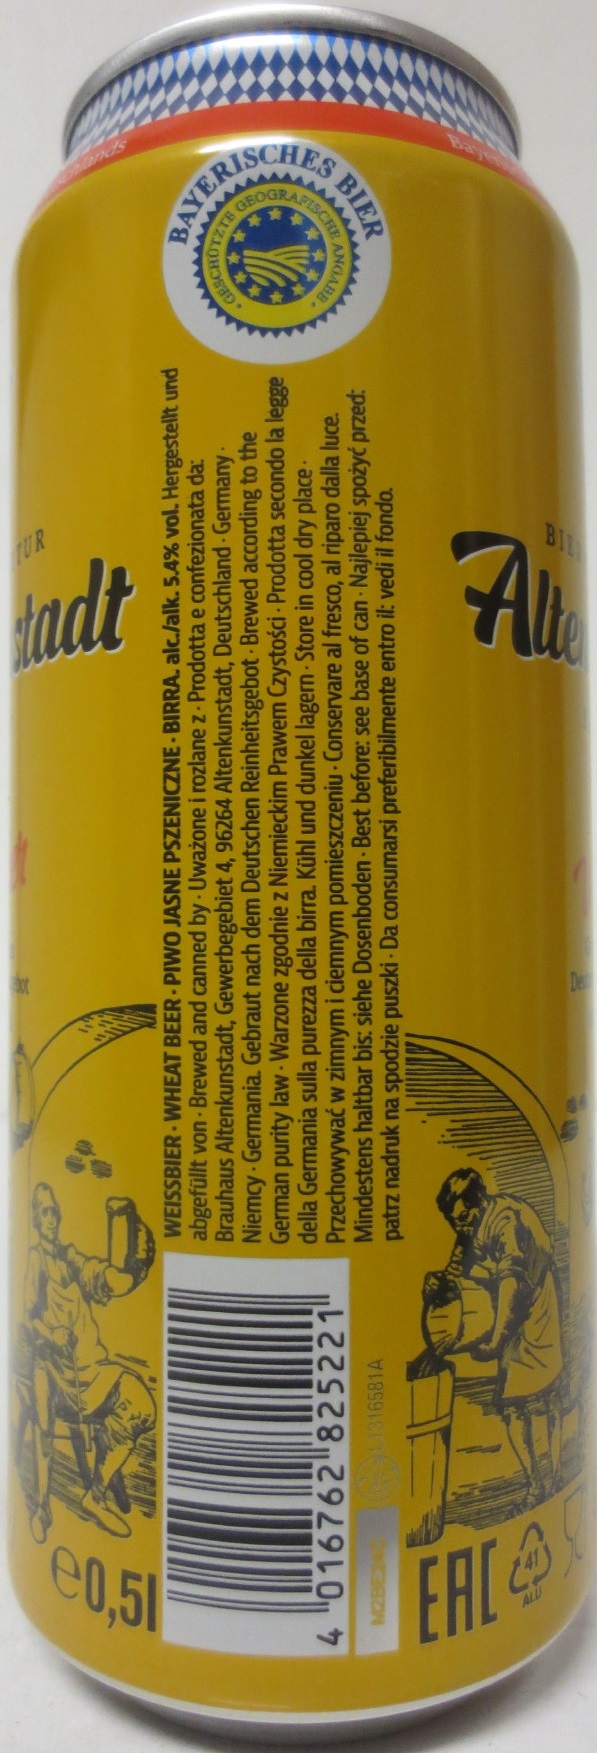 BAYERISCHES BIER
GESCHÜTZTE GEOGRAFISCHE ANGABE
WEISSBIER · WHEAT BEER · PIWO JASNE PSZENICZNE · BIRRA. alc./alk. 5.4% vol. Hergestellt und
abgefüllt von · Brewed and canned by · Uważone i rozlane z · Prodotta e confezionata da:
Brauhaus Altenkunstadt, Gewerbegebiet 4, 96264 Altenkunstadt, Deutschland · Germany ·
Niemcy · Germania. Gebraut nach dem Deutschen Reinheitsgebot · Brewed according to the
German purity law · Warzone zgodnie z Niemieckim Prawem Czystości · Prodotta secondo la legge
della Germania sulla purezza della birra. Kühl und dunkel lagern · Store in cool dry place ·
Przechowywać w zimnym i ciemnym pomieszczeniu · Conservare al fresco, al riparo dalla luce.
Mindestens haltbar bis: siehe Dosenboden · Best before: see base of can · Najlepiej spożyć przed:
patrz nadruk na spodzie puszki · Da consumarsi preferibilmente entro il: vedi il fondo.
stadt
Alte
4 016762 825221
L1316581A
e0,5l
EAC
41
ALU